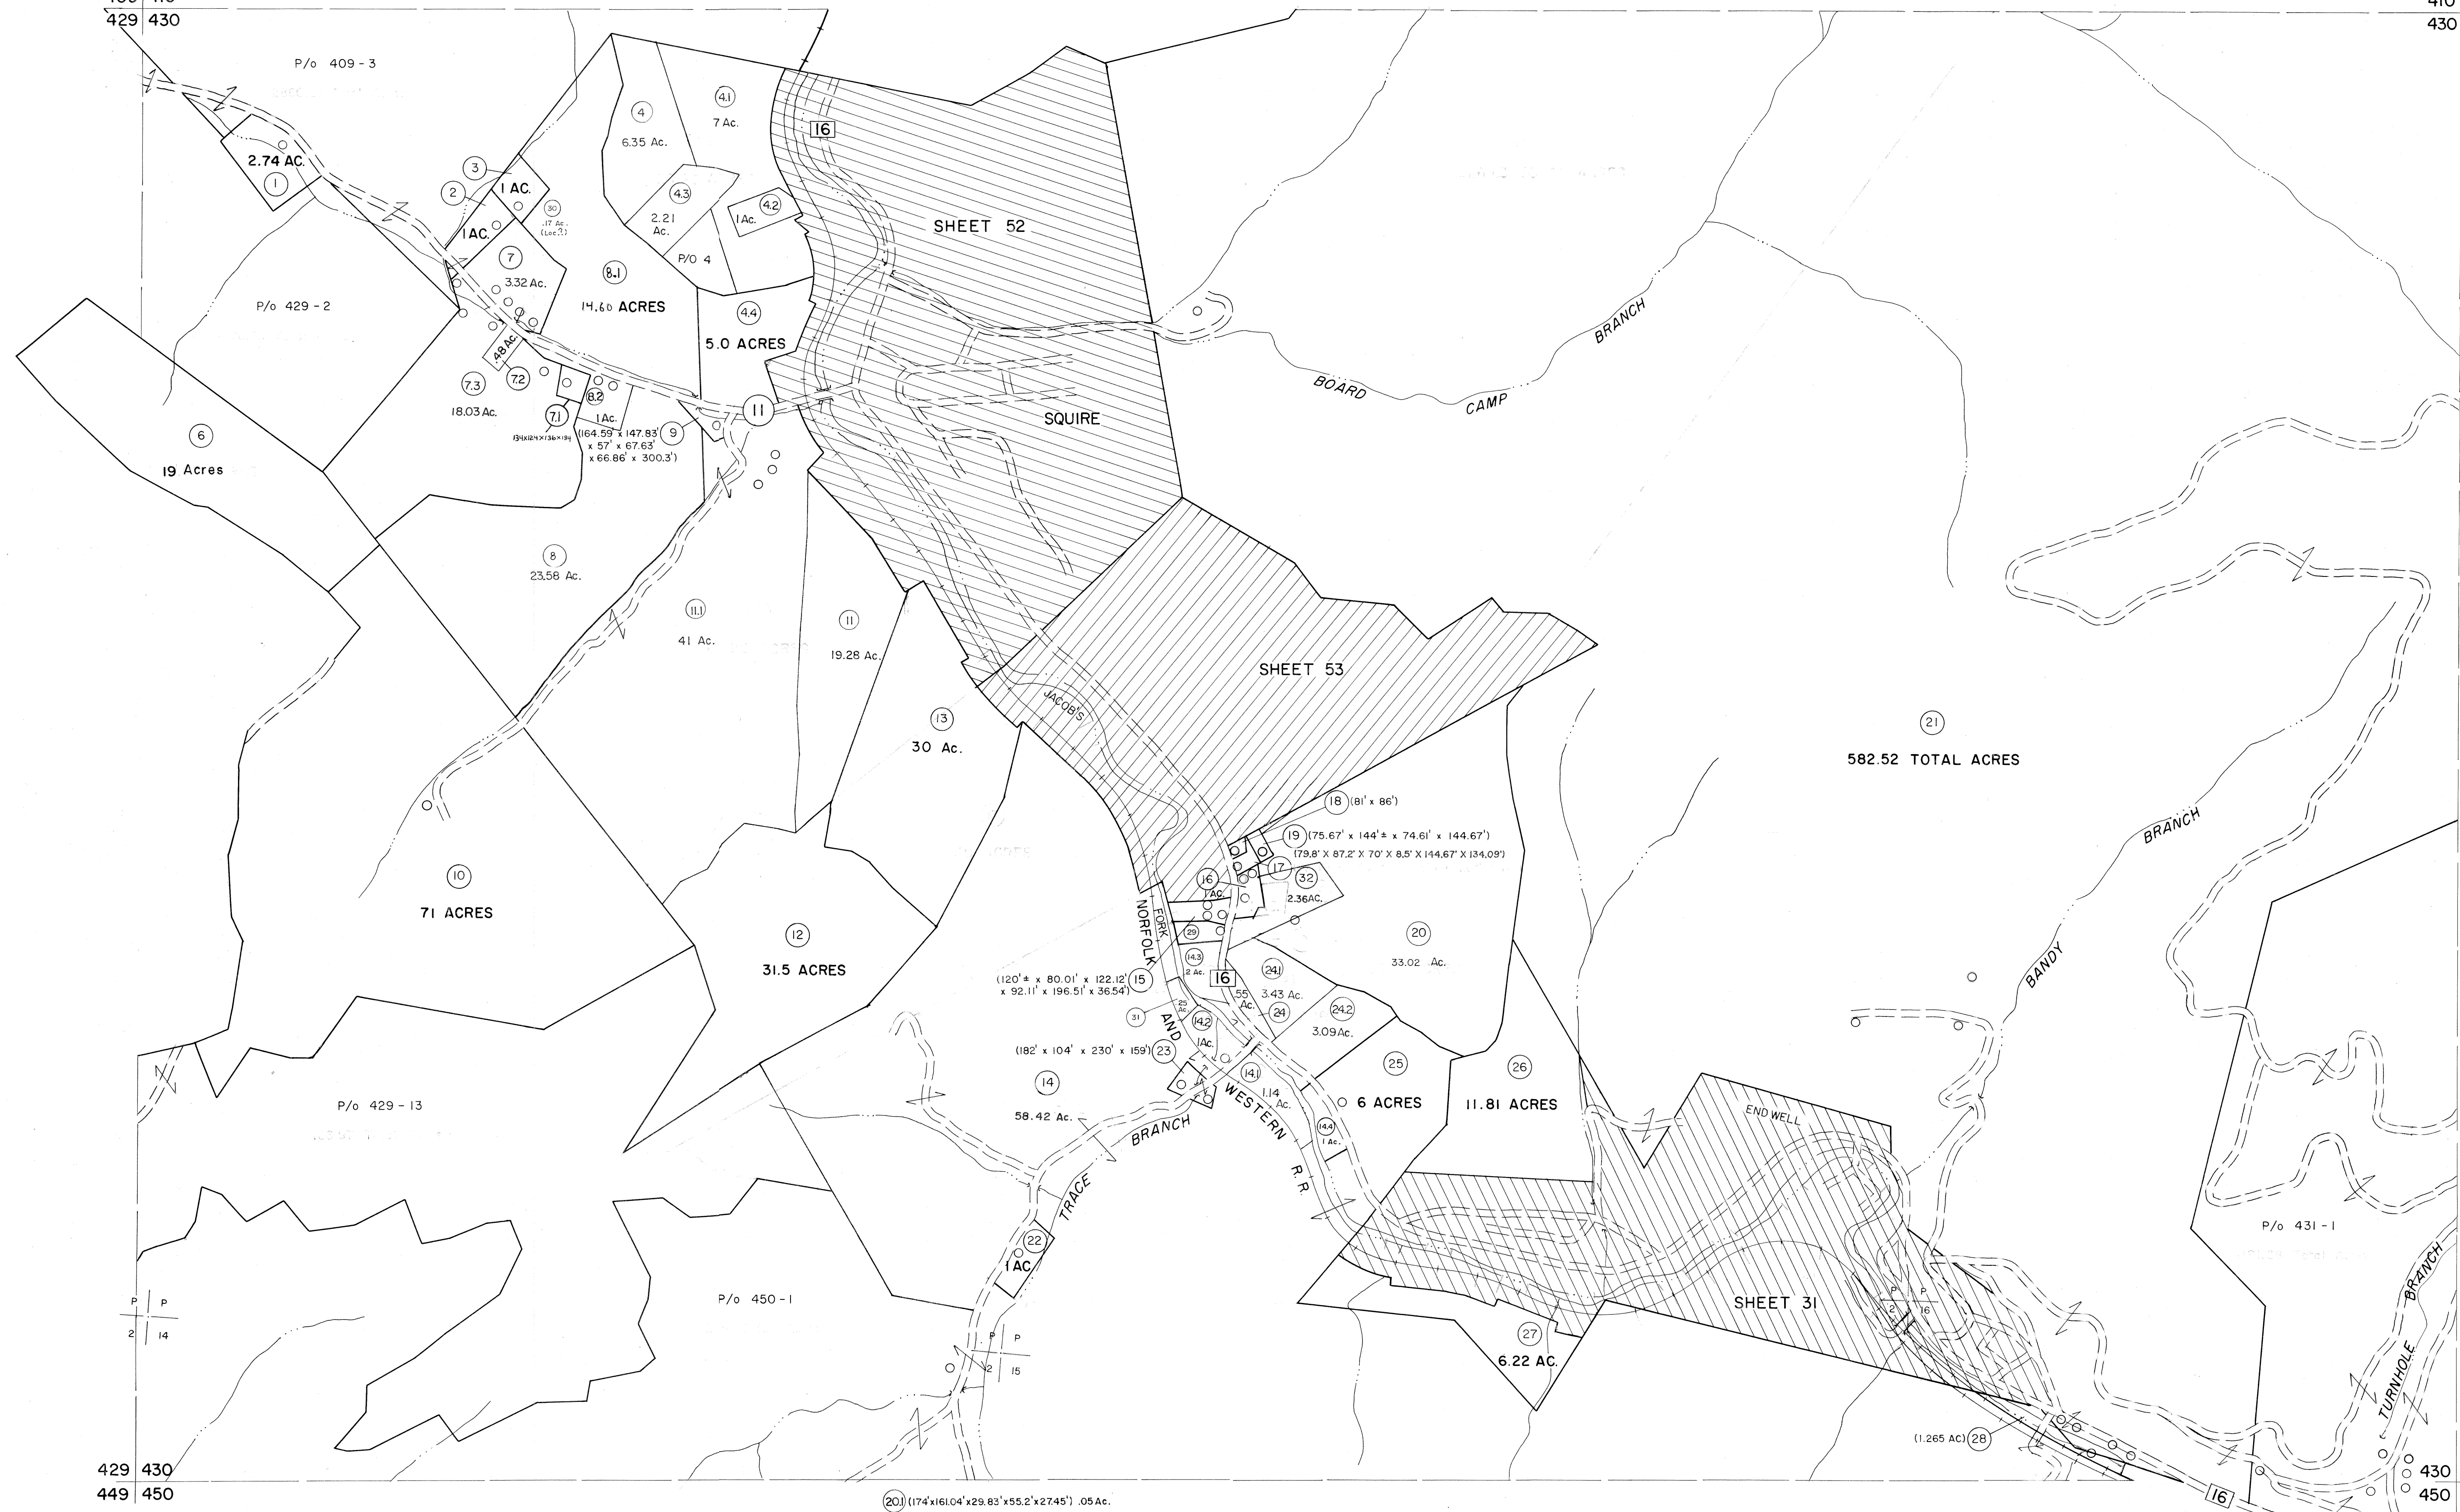 410
429 430
430
P/o 409-3
2.74 AC.
1
3
1 AC.
2
1 AC.
30
.17 Ac.
4
6.35 Ac.
4.1
7 Ac.
4.3
2.21
Ac.
4.2
1 Ac.
P/O 4
16
SHEET 52
7
3.32 Ac.
8.1
14.60 ACRES
4.4
5.0 ACRES
P/o 429-2
.48 Ac.
7.2
7.3
18.03 Ac.
7.1
134x124x136x134
8.2
1 Ac.
(164.59' x 147.83'
x 57' x 67.63'
x 66.86' x 300.3')
9
11
SQUIRE
BOARD CAMP BRANCH
6
19 Acres
8
23.58 Ac.
11.1
41 Ac.
11
19.28 Ac.
13
30 Ac.
SHEET 53
JACOB'S
FORK
21
582.52 TOTAL ACRES
BANDY BRANCH
10
71 ACRES
12
31.5 ACRES
18 (81' x 86')
19 (75.67' x 144'± x 74.61' x 144.67')
(79.8' X 87.2' X 70' X 8.5' X 144.67' X 134.09')
17
16
1 AC.
32
2.36AC.
29
20
33.02 Ac.
14.3
.2 Ac.
16
(120'± x 80.01' x 122.12'
x 92.11' x 196.51' x 36.54')
15
24.1
3.43 Ac.
.55
Ac.
24
24.2
3.09 Ac.
.25
Ac.
31
14.2
1 Ac.
(182' x 104' x 230' x 159') 23
14
58.42 Ac.
14.1
1.14
Ac.
14.4
1 Ac.
25
6 ACRES
26
11.81 ACRES
NORFOLK AND WESTERN R.R.
TRACE BRANCH
P/o 429-13
ENDWELL
P/o 431-1
22
1 AC
P/o 450-1
P P
2 14
P P
2 15
P P
2 16
SHEET 31
27
6.22 AC.
TURNHOLE BRANCH
(1.265 AC) 28
16
429 430
449 450
430
450
20.1 (174'x161.04'x29.83'x55.2'x27.45') .05 Ac.